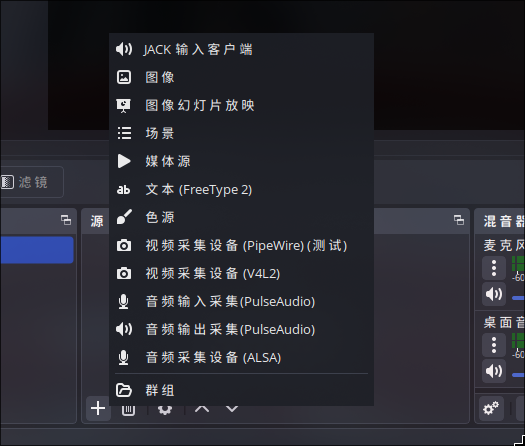 JACK 输入客户端
图像
图像幻灯片放映
场景
媒体源
滤镜
ab 文本 (FreeType 2)
源
色源
混音器
麦克风
视频采集设备 (PipeWire) (测试)
视频采集设备 (V4L2)
-60
音频输入采集(PulseAudio)
音频输出采集(PulseAudio)
桌面音
音频采集设备 (ALSA)
-60
群组